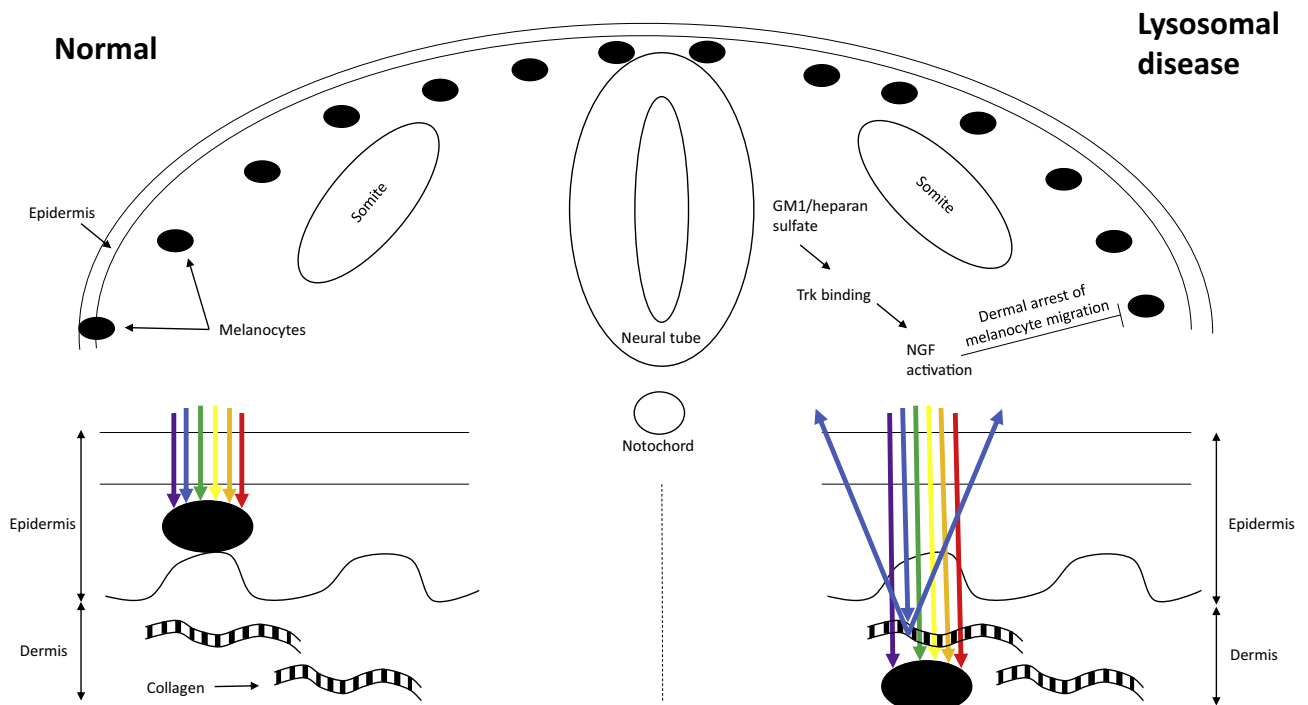 Normal
Lysosomal
disease
Epidermis
Somite
Melanocytes
Neural tube
Notochord
GM1/heparan
sulfate
Trk binding
NGF
activation
Somite
Dermal arrest of
melanocyte migration
Epidermis
Dermis
Collagen
Epidermis
Dermis